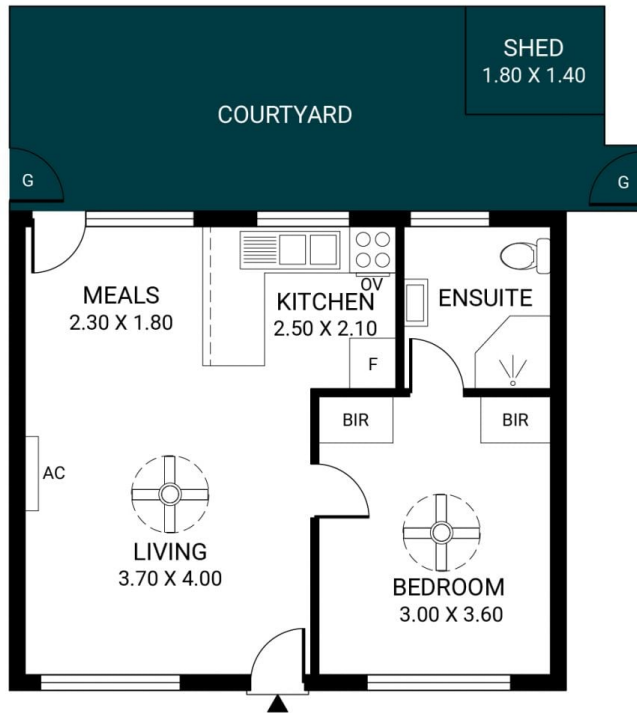 SHED
1.80 X 1.40
COURTYARD
G
G
MEALS
2.30 X 1.80
OV
KITCHEN
2.50 X 2.10
ENSUITE
F
BIR
BIR
AC
LIVING
3.70 X 4.00
BEDROOM
3.00 X 3.60